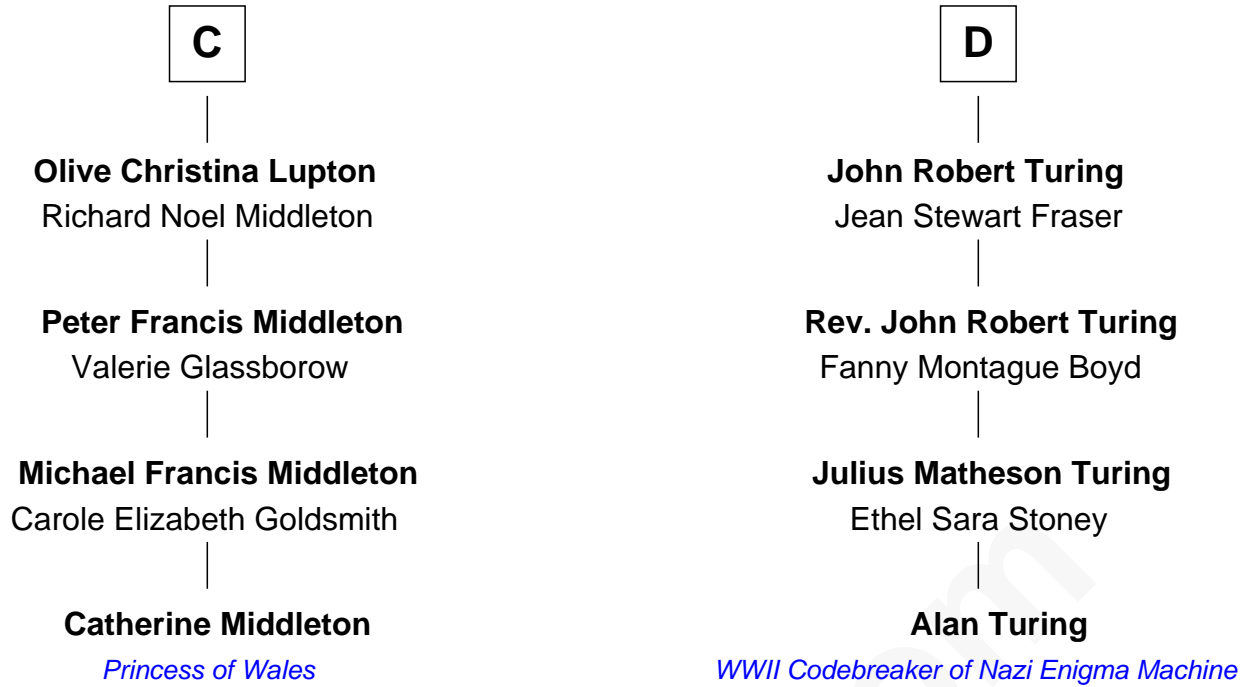 C
Olive Christina Lupton
Richard Noel Middleton
Peter Francis Middleton
Valerie Glassborow
Michael Francis Middleton
Carole Elizabeth Goldsmith
Catherine Middleton
Princess of Wales
D
John Robert Turing
Jean Stewart Fraser
Rev. John Robert Turing
Fanny Montague Boyd
Julius Matheson Turing
Ethel Sara Stoney
Alan Turing
WWII Codebreaker of Nazi Enigma Machine